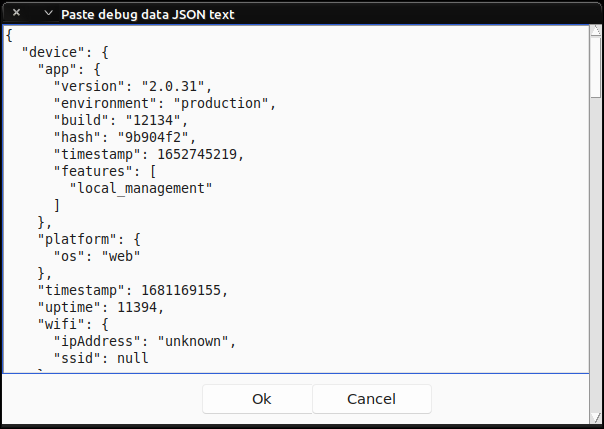 Paste debug data JSON text
{
  "device": {
    "app": {
      "version": "2.0.31",
      "environment": "production",
      "build": "12134",
      "hash": "9b904f2",
      "timestamp": 1652745219,
      "features": [
        "local_management"
      ]
    },
    "platform": {
      "os": "web"
    },
    "timestamp": 1681169155,
    "uptime": 11394,
    "wifi": {
      "ipAddress": "unknown",
      "ssid": null
Ok Cancel